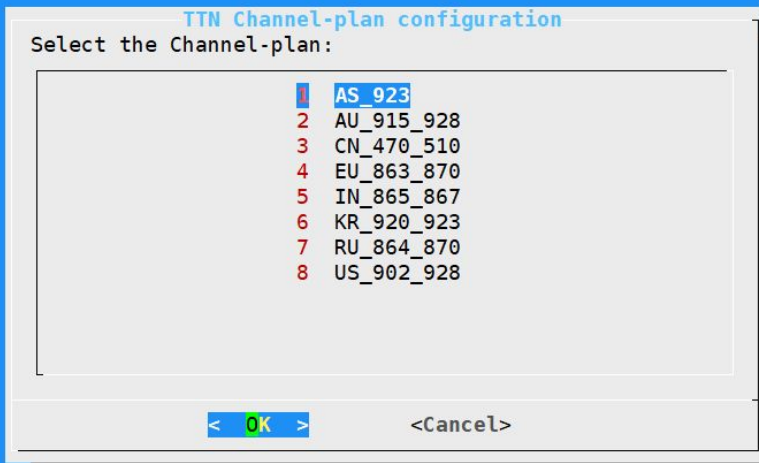 TTN Channel-plan configuration
Select the Channel-plan:
1 AS_923
2 AU_915_928
3 CN_470_510
4 EU_863_870
5 IN_865_867
6 KR_920_923
7 RU_864_870
8 US_902_928
< OK > <Cancel>